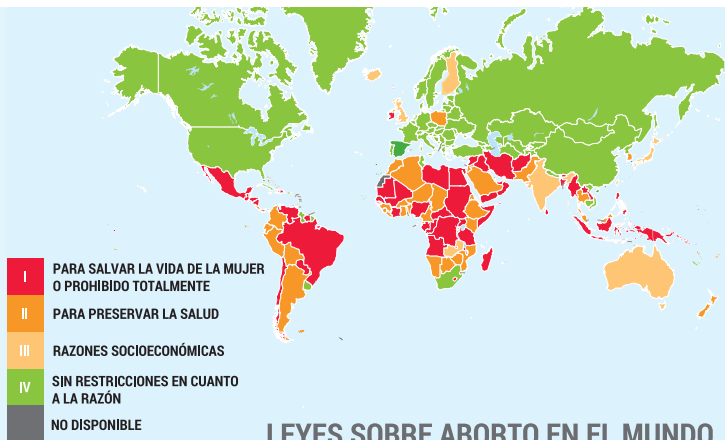 I
PARA SALVAR LA VIDA DE LA MUJER
O PROHIBIDO TOTALMENTE
II
PARA PRESERVAR LA SALUD
III
RAZONES SOCIOECONÓMICAS
IV
SIN RESTRICCIONES EN CUANTO
A LA RAZÓN
NO DISPONIBLE
LEYES SOBRE ABORTO EN EL MUNDO